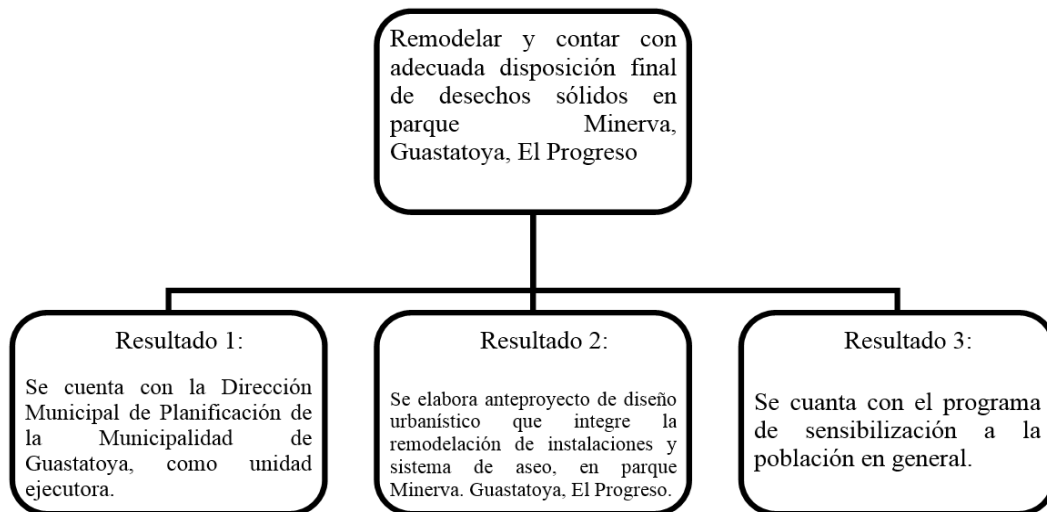 Remodelar y contar con
adecuada disposición final
de desechos sólidos en
parque Minerva,
Guastatoya, El Progreso
Resultado 1:
Se cuenta con la Dirección
Municipal de Planificación de
la Municipalidad de
Guastatoya, como unidad
ejecutora.
Resultado 2:
Se elabora anteproyecto de diseño
urbanístico que integre la
remodelación de instalaciones y
sistema de aseo, en parque
Minerva. Guastatoya, El Progreso.
Resultado 3:
Se cuanta con el programa
de sensibilización a la
población en general.